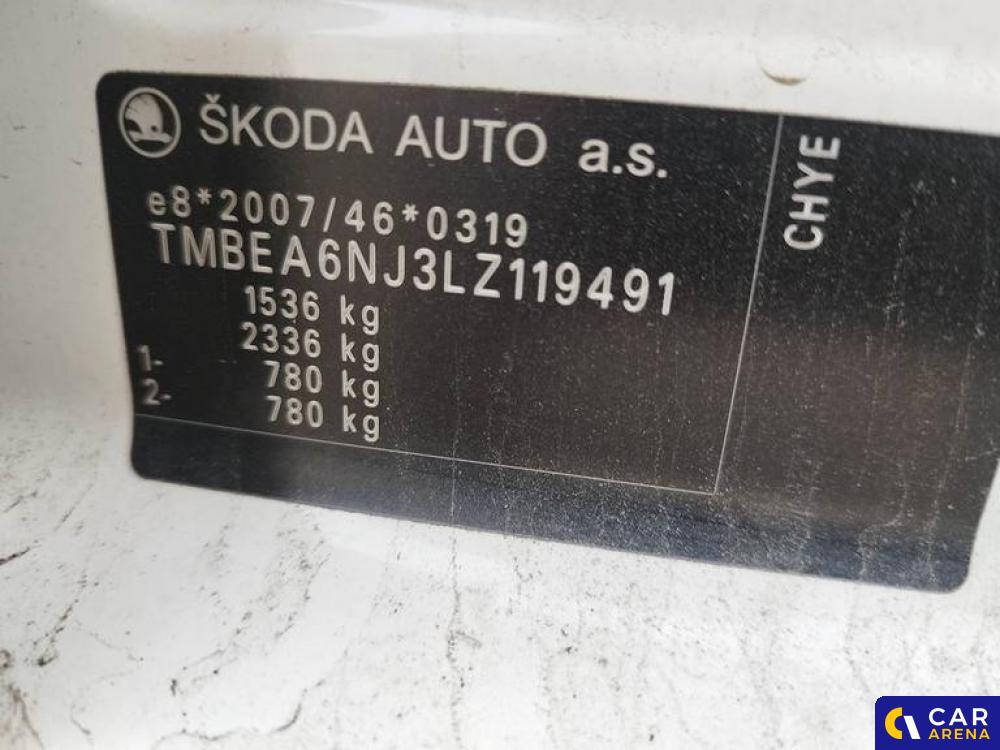 ŠKODA AUTO a.s.
e8*2007/46*0319
TMBEA6NJ3LZ119491
1536 kg
2336 kg
1- 780 kg
2- 780 kg
CHYE
CAR
ARENA